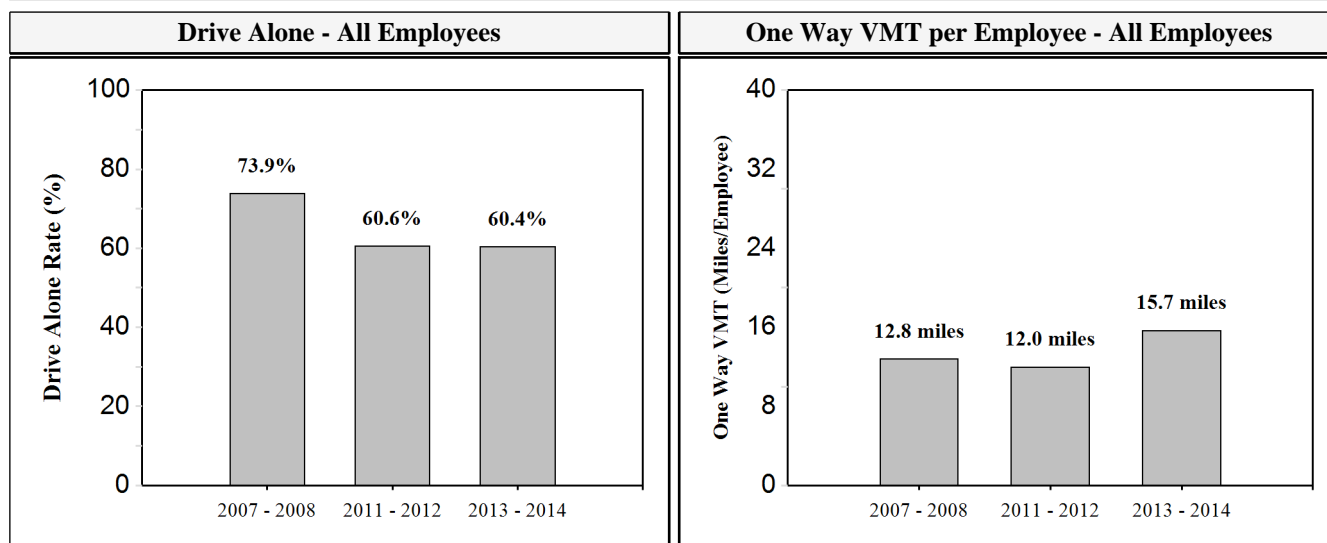 Drive Alone - All Employees
One Way VMT per Employee - All Employees
Drive Alone Rate (%)
100
80
60
40
20
0
73.9%
60.6%
60.4%
2007 - 2008
2011 - 2012
2013 - 2014
One Way VMT (Miles/Employee)
40
32
24
16
8
0
12.8 miles
12.0 miles
15.7 miles
2007 - 2008
2011 - 2012
2013 - 2014